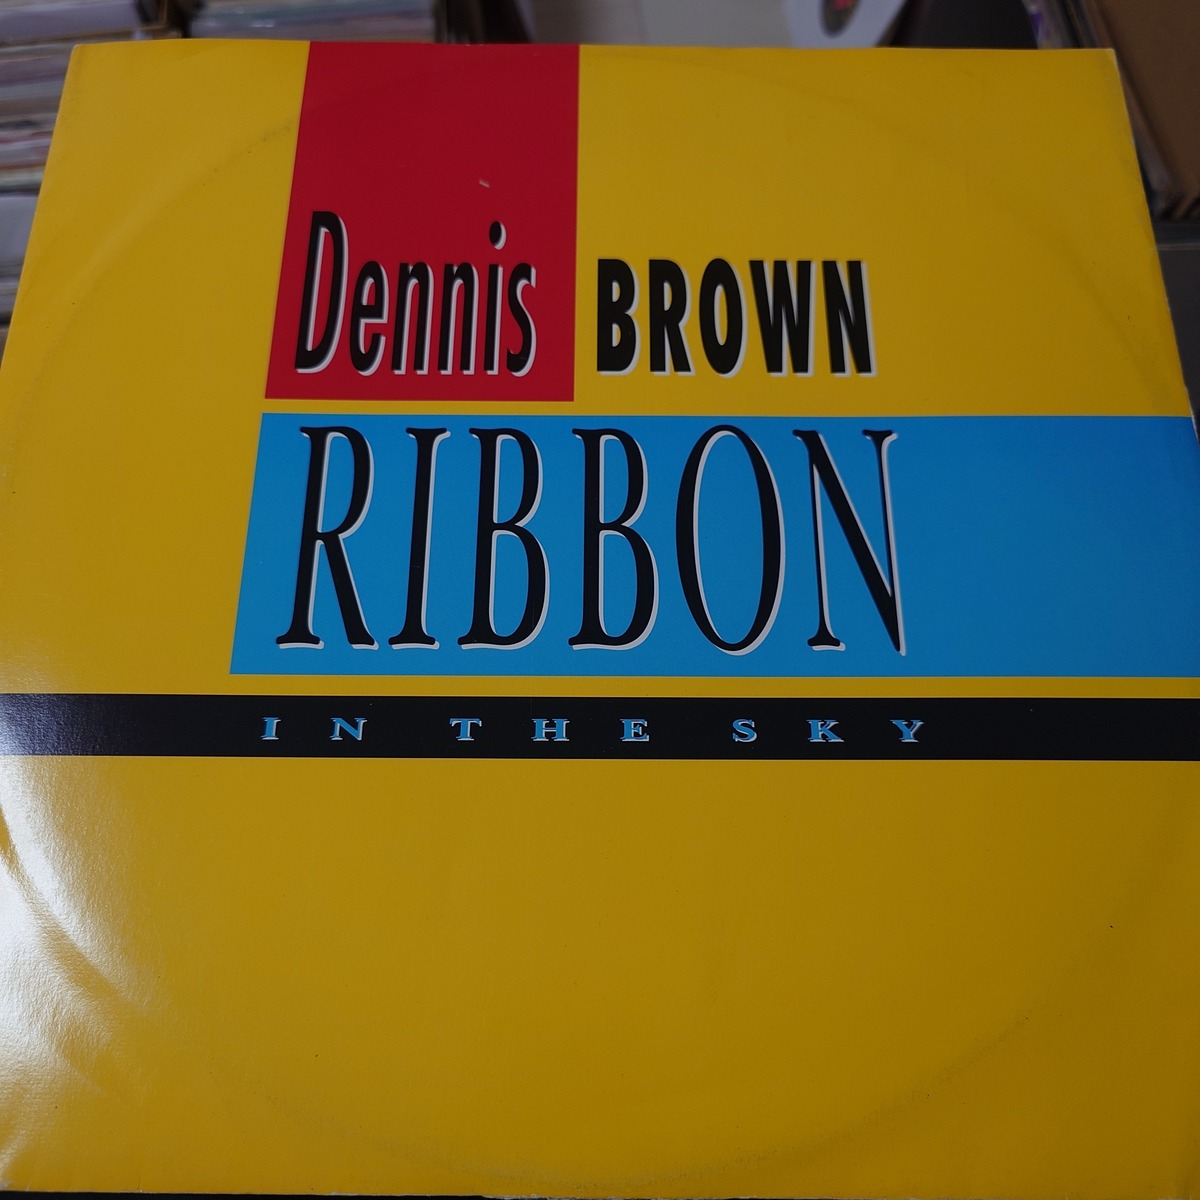 Dennis BROWN
RIBBON
IN THE SKY